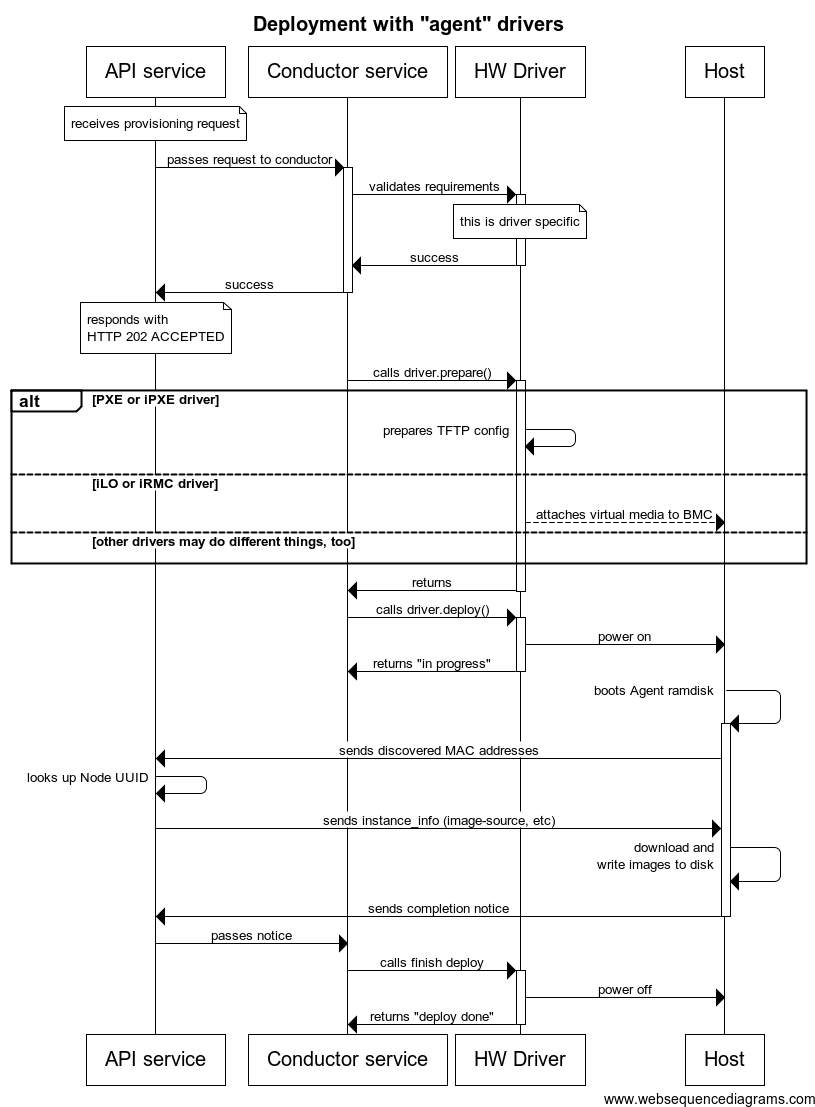 Deployment with "agent" drivers
API service
Conductor service
HW Driver
Host
receives provisioning request
passes request to conductor
validates requirements
this is driver specific
success
success
responds with
HTTP 202 ACCEPTED
calls driver.prepare()
alt
[PXE or iPXE driver]
prepares TFTP config
[iLO or iRMC driver]
attaches virtual media to BMC
[other drivers may do different things, too]
returns
calls driver.deploy()
power on
returns "in progress"
boots Agent ramdisk
sends discovered MAC addresses
looks up Node UUID
sends instance_info (image-source, etc)
download and
write images to disk
sends completion notice
passes notice
calls finish deploy
power off
returns "deploy done"
API service
Conductor service
HW Driver
Host
www.websequencediagrams.com